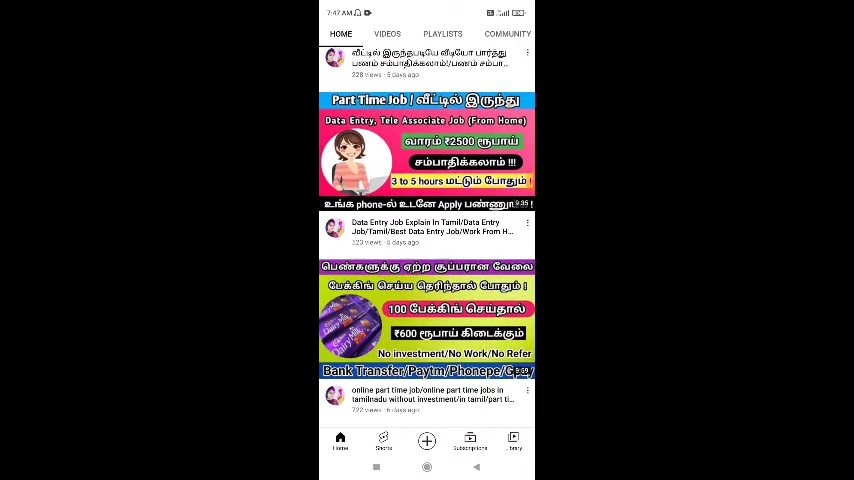 7:47 AM
HOME VIDEOS PLAYLISTS COMMUNITY
வீட்டில் இருந்தபடியே வீடியோ பார்த்து
பணம் சம்பாதிக்கலாம்!/பணம் சம்பா...
228 views · 5 days ago
Part Time Job / வீட்டில் இருந்து
Data Entry, Tele Associate Job (From Home)
வாரம் ₹2500 ரூபாய்
சம்பாதிக்கலாம் !!!
3 to 5 hours மட்டும் போதும் !
உங்க phone-ல் உடனே Apply !
9:35
Data Entry Job Explain In Tamil/Data Entry
Job/Tamil/Best Data Entry Job/Work From H...
523 views · 5 days ago
பெண்களுக்கு ஏற்ற சூப்பரான வேலை
பேக்கிங் செய்ய தெரிந்தால் போதும் !
100 பேக்கிங் செய்தால்
₹600 ரூபாய் கிடைக்கும்
Dairy Milk
No investment/No Work/No Refer
Bank Transfer/Paytm/Phonepe/Gpay
online part time job/online part time jobs in
tamilnadu without investment/in tamil/part ti...
722 views · 6 days ago
Home Shorts Subscriptions Library